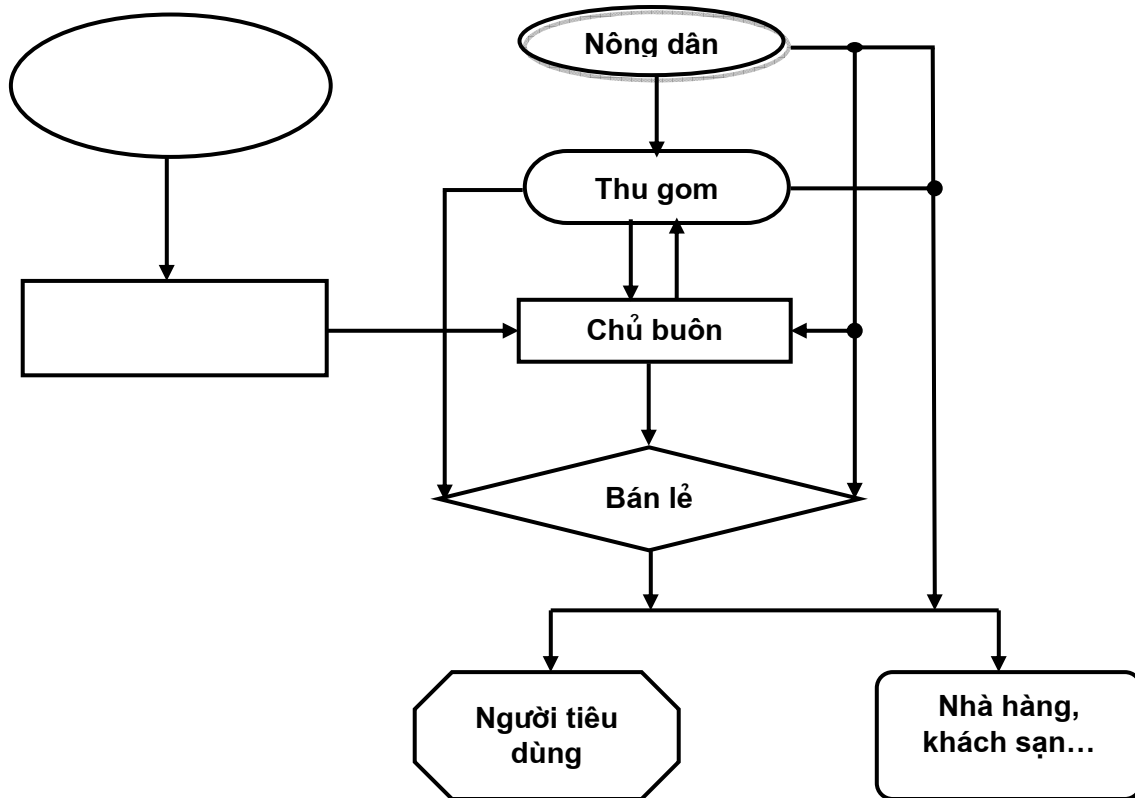 Nông dân
Thu gom
Chủ buôn
Bán lẻ
Người tiêu
dùng
Nhà hàng,
khách sạn…